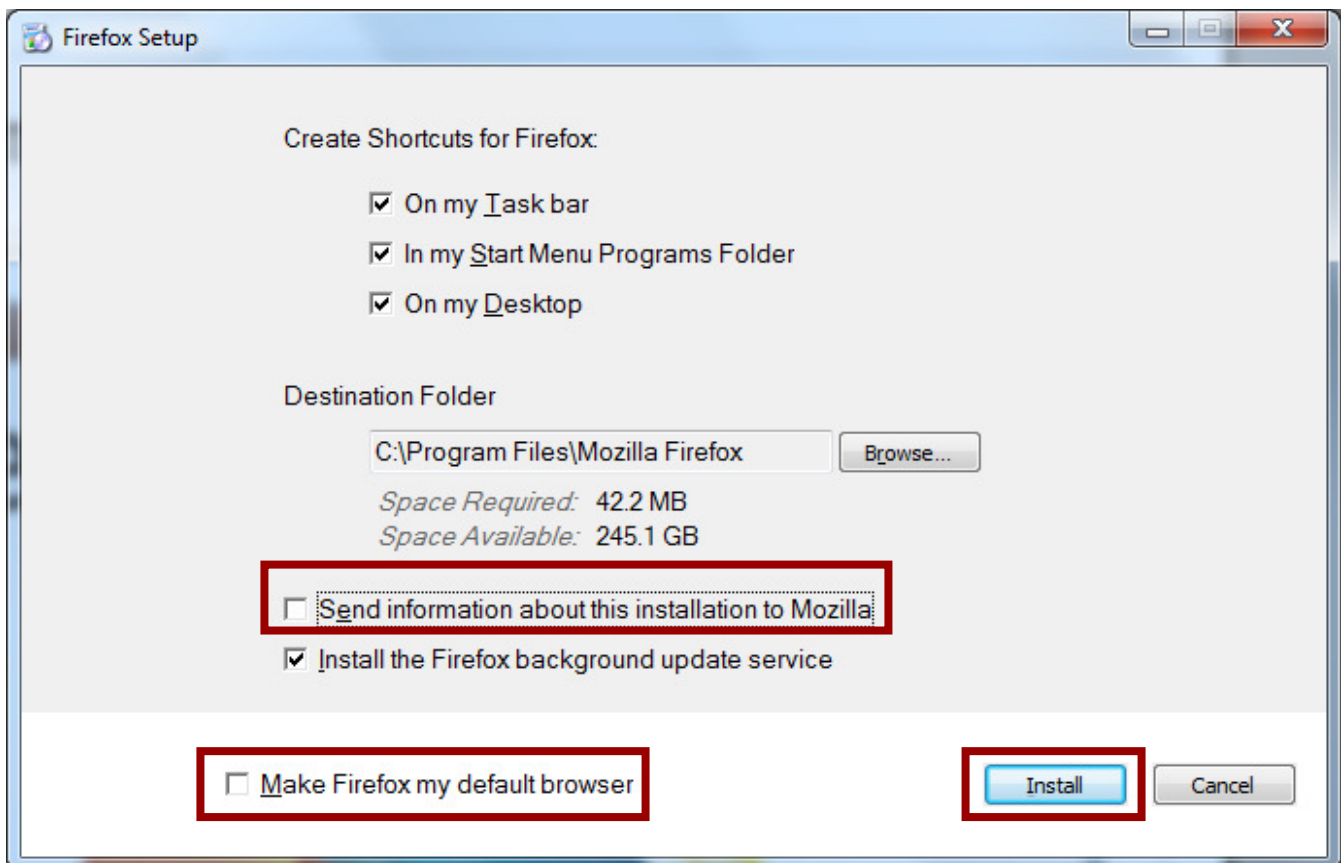 Firefox Setup
Create Shortcuts for Firefox:
On my Task bar
In my Start Menu Programs Folder
On my Desktop
Destination Folder
C:\Program Files\Mozilla Firefox Browse...
Space Required: 42.2 MB
Space Available: 245.1 GB
Send information about this installation to Mozilla
Install the Firefox background update service
Make Firefox my default browser Install Cancel